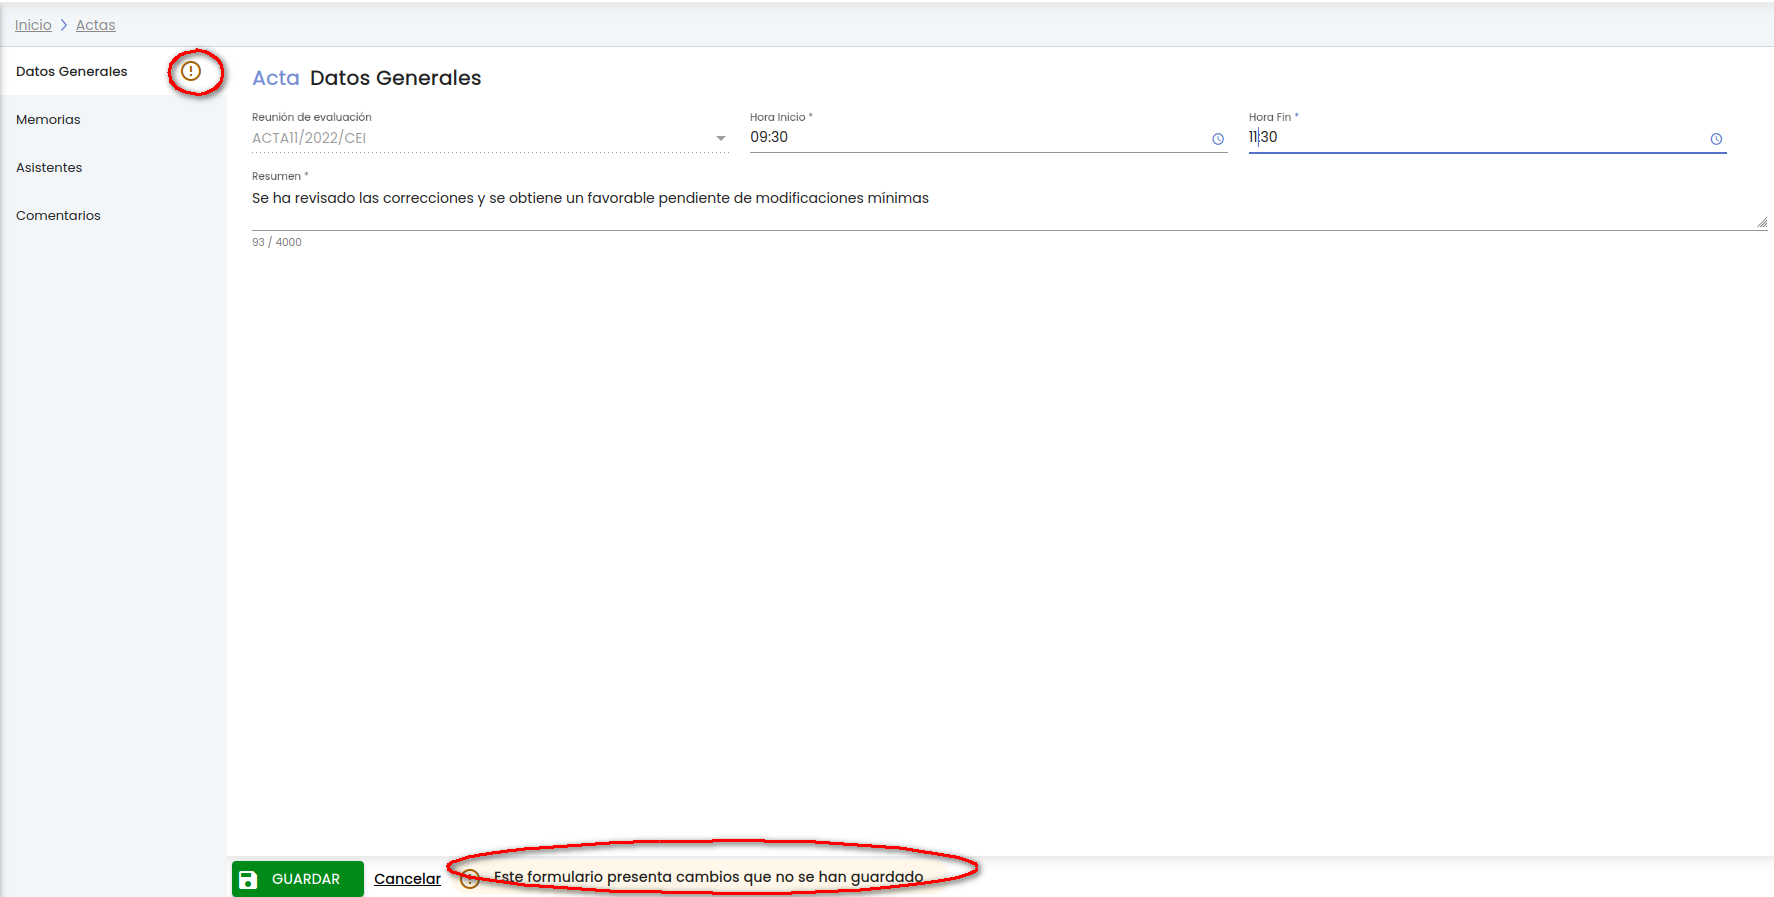 Inicio > Actas
Datos Generales
Memorias
Asistentes
Comentarios
Acta Datos Generales
Reunión de evaluación
ACTA11/2022/CEI
Hora Inicio *
09:30
Hora Fin *
11:30
Resumen *
Se ha revisado las correcciones y se obtiene un favorable pendiente de modificaciones mínimas
93 / 4000
GUARDAR Cancelar Este formulario presenta cambios que no se han guardado